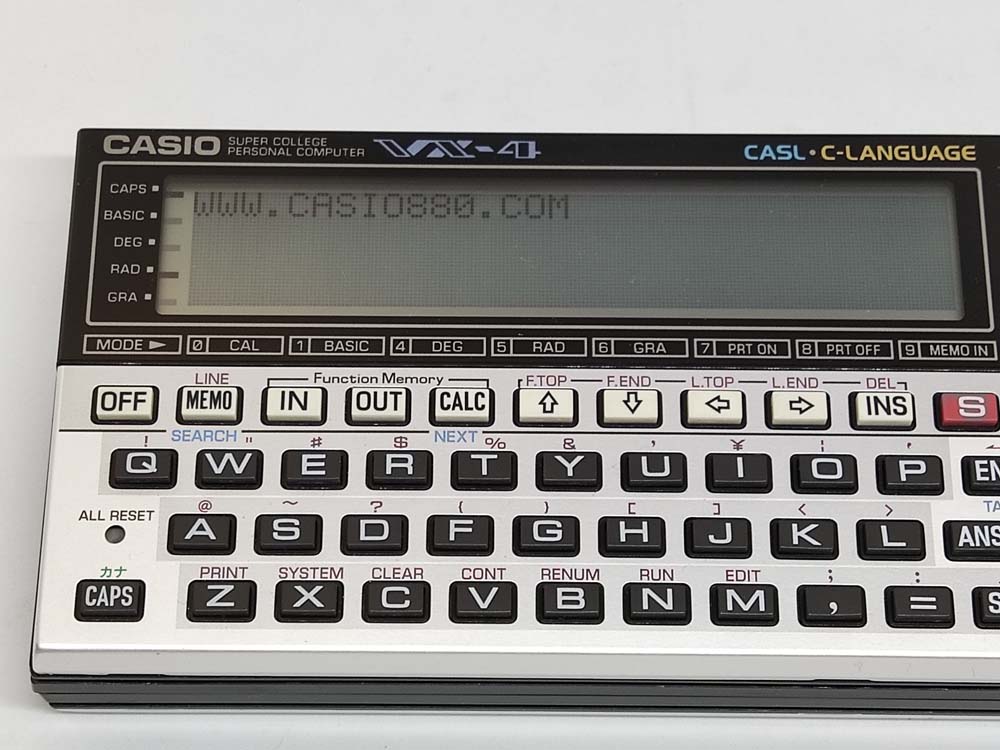 CASIO SUPER COLLEGE PERSONAL COMPUTER VX-4 CASL・C-LANGUAGE
CAPS
WWW.CASIO880.COM
BASIC
DEG
RAD
GRA
MODE 0 CAL 1 BASIC 4 DEG 5 RAD 6 GRA 7 PRT ON 8 PRT OFF 9 MEMO IN
LINE Function Memory F.TOP F.END L.TOP L.END DEL
OFF MEMO IN OUT CALC ⇧ ⇩ ⇦ ⇨ INS S
! SEARCH " # $ NEXT % & ' ¥ ¦ ′
Q W E R T Y U I O P EN
@ ~ ? ( ) [ ] < > TA
ALL RESET
A S D F G H J K L ANS
カナ PRINT SYSTEM CLEAR CONT RENUM RUN EDIT ; :
CAPS Z X C V B N M , = S